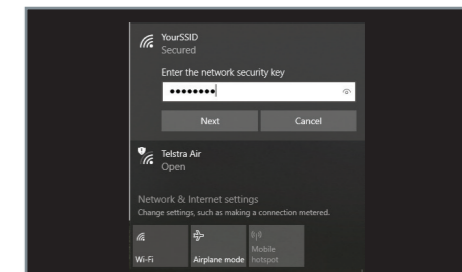 YourSSID
Secured
Enter the network security key
••••••••
Next Cancel
Telstra Air
Open
Network & Internet settings
Change settings, such as making a connection metered.
Wi-Fi Airplane mode Mobile hotspot